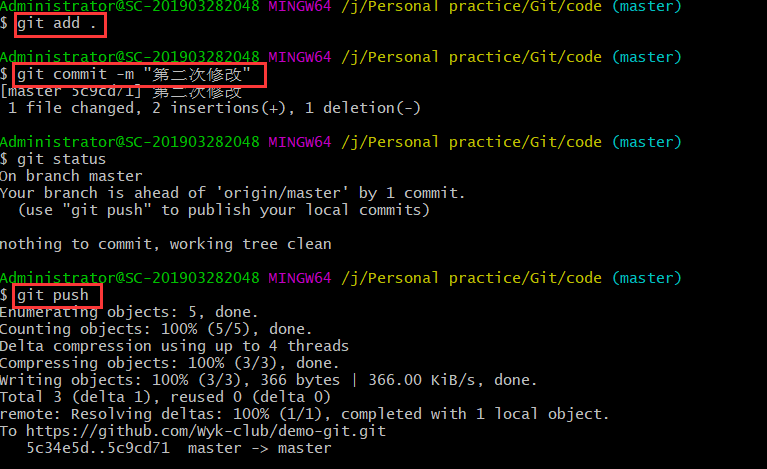 Administrator@SC-201903282048 MINGW64 /j/Personal practice/Git/code (master)
$ git add .
Administrator@SC-201903282048 MINGW64 /j/Personal practice/Git/code (master)
$ git commit -m "第二次修改"
[master 5c9cd71] 第二次修改
1 file changed, 2 insertions(+), 1 deletion(-)
Administrator@SC-201903282048 MINGW64 /j/Personal practice/Git/code (master)
$ git status
On branch master
Your branch is ahead of 'origin/master' by 1 commit.
(use "git push" to publish your local commits)
nothing to commit, working tree clean
Administrator@SC-201903282048 MINGW64 /j/Personal practice/Git/code (master)
$ git push
Enumerating objects: 5, done.
Counting objects: 100% (5/5), done.
Delta compression using up to 4 threads
Compressing objects: 100% (3/3), done.
Writing objects: 100% (3/3), 366 bytes | 366.00 KiB/s, done.
Total 3 (delta 1), reused 0 (delta 0)
remote: Resolving deltas: 100% (1/1), completed with 1 local object.
To https://github.com/Wyk-club/demo-git.git
5c34e5d..5c9cd71  master -> master